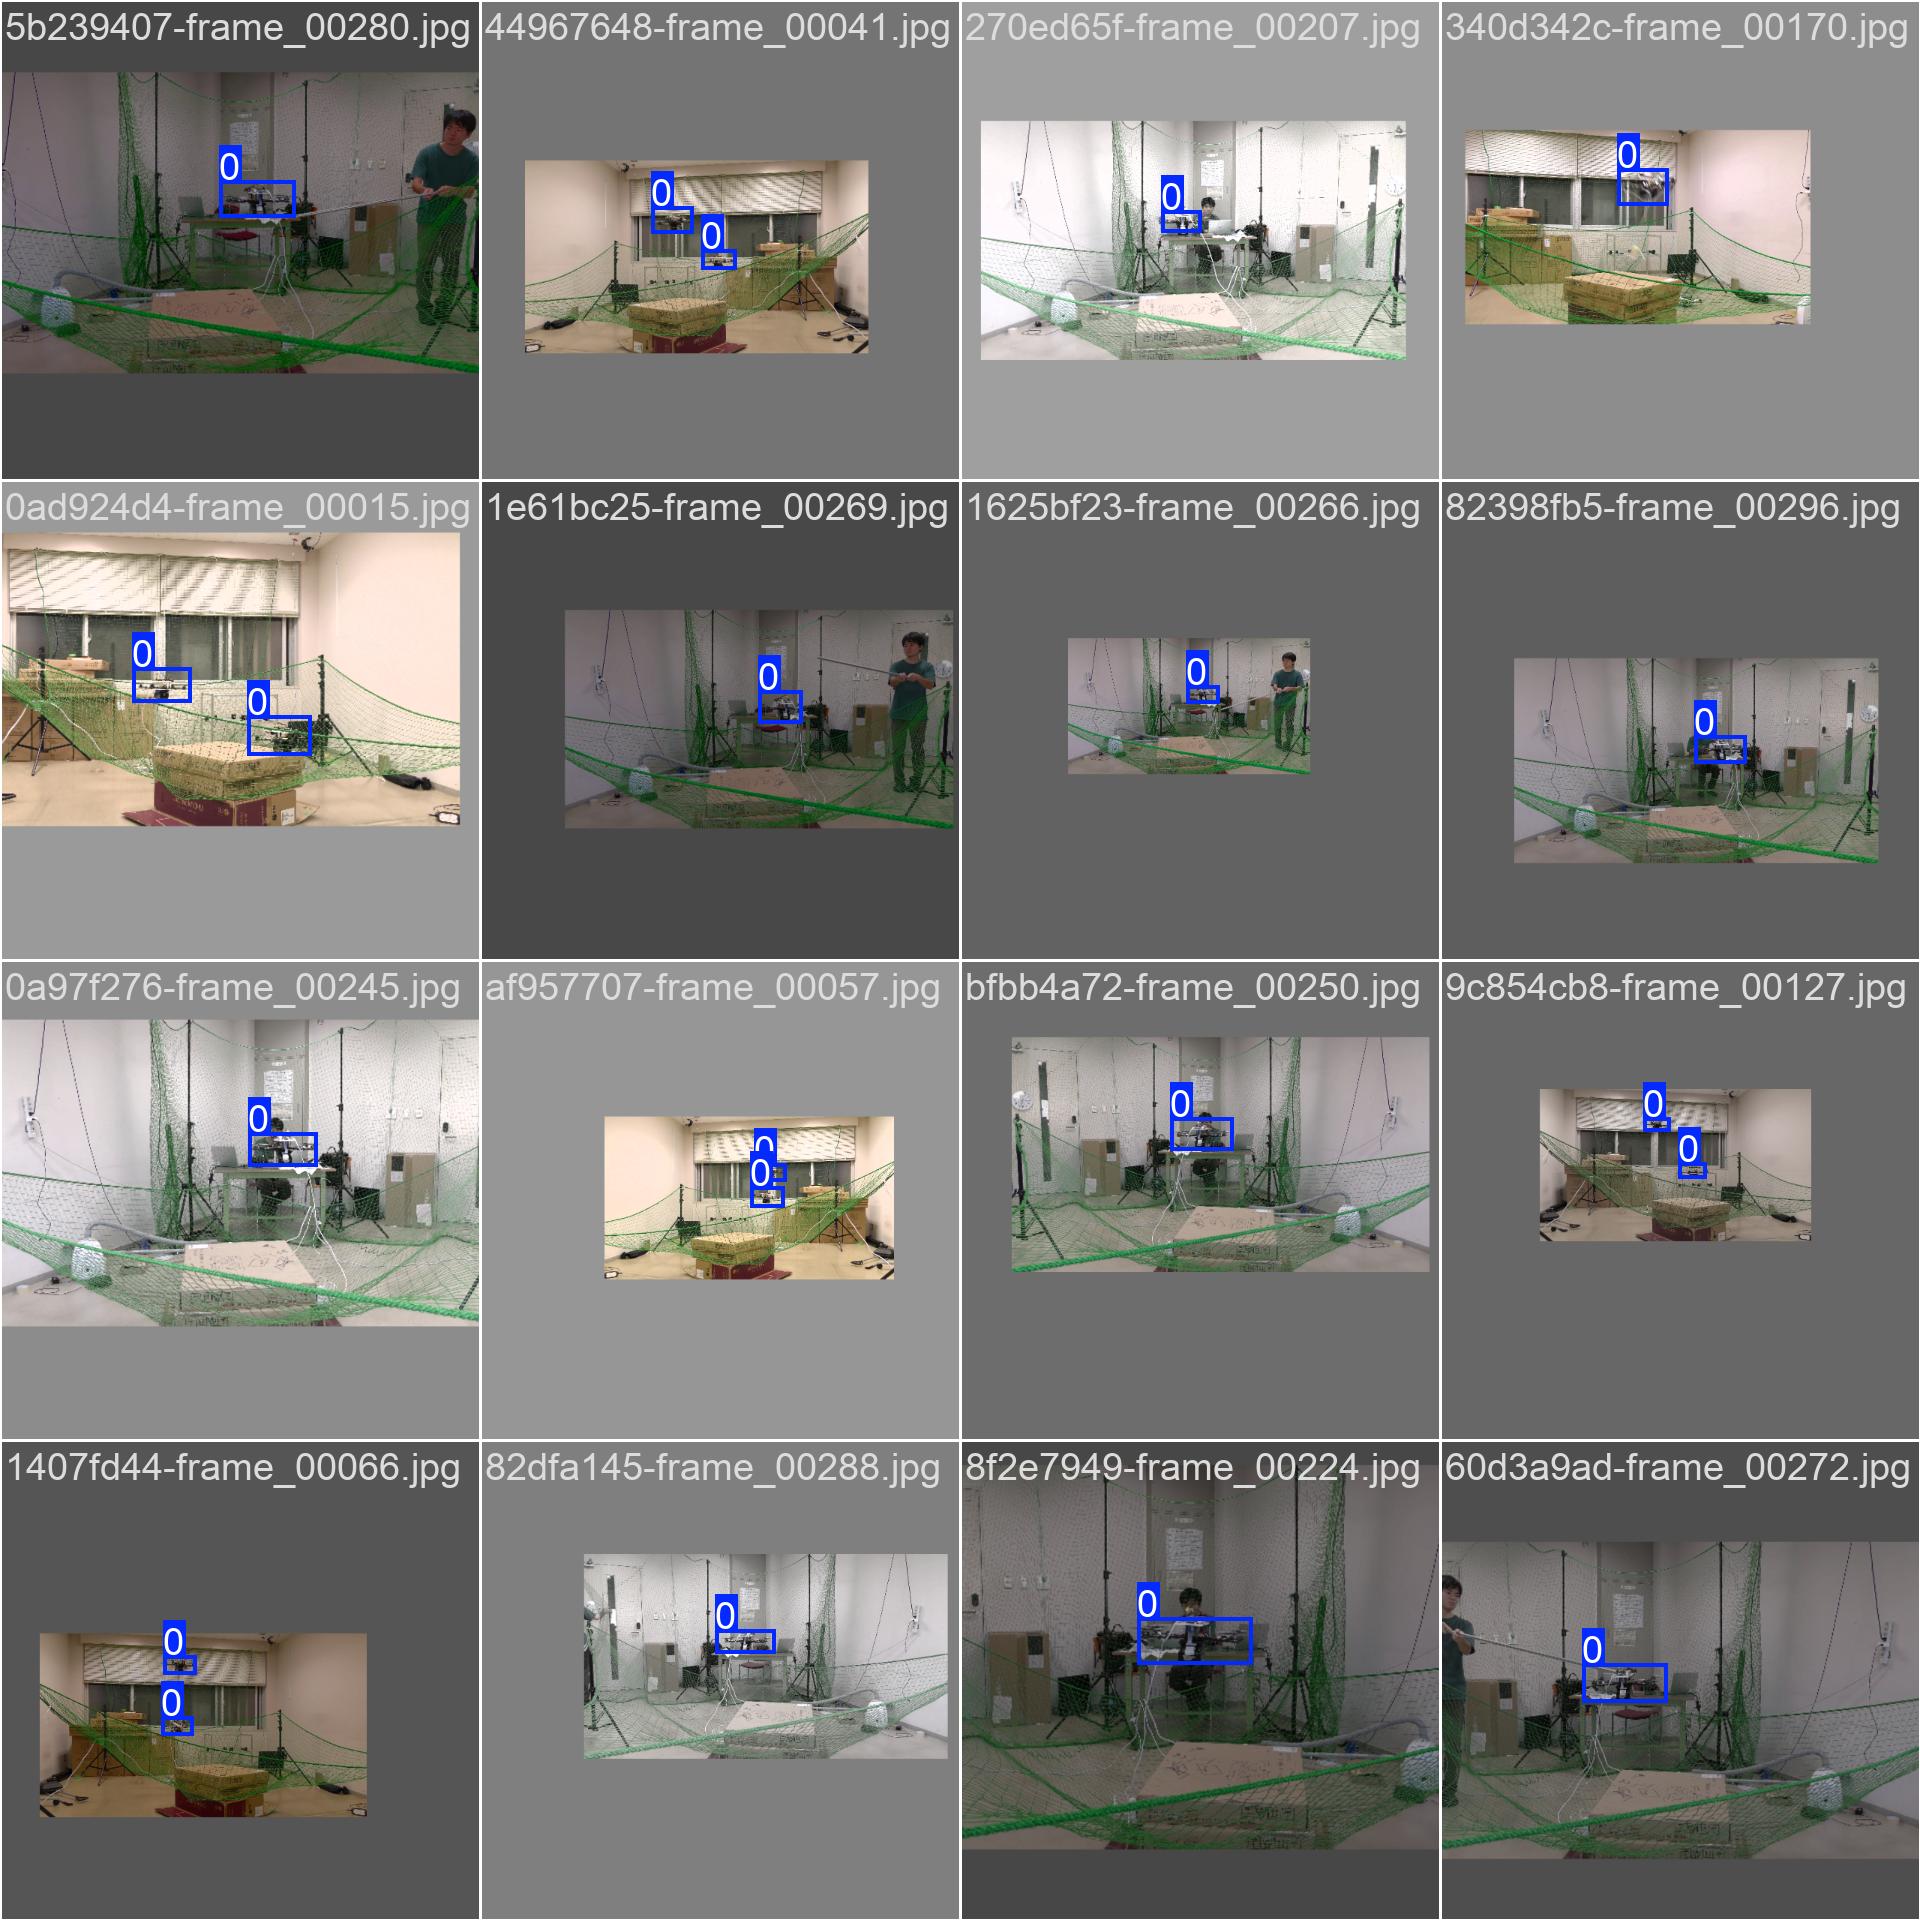 5b239407-frame_00280.jpg
0
44967648-frame_00041.jpg
0
0
270ed65f-frame_00207.jpg
0
340d342c-frame_00170.jpg
0
0ad924d4-frame_00015.jpg
0
0
1e61bc25-frame_00269.jpg
0
1625bf23-frame_00266.jpg
0
82398fb5-frame_00296.jpg
0
0a97f276-frame_00245.jpg
0
af957707-frame_00057.jpg
0
0
bfbb4a72-frame_00250.jpg
0
9c854cb8-frame_00127.jpg
0
0
1407fd44-frame_00066.jpg
0
0
82dfa145-frame_00288.jpg
0
8f2e7949-frame_00224.jpg
0
60d3a9ad-frame_00272.jpg
0